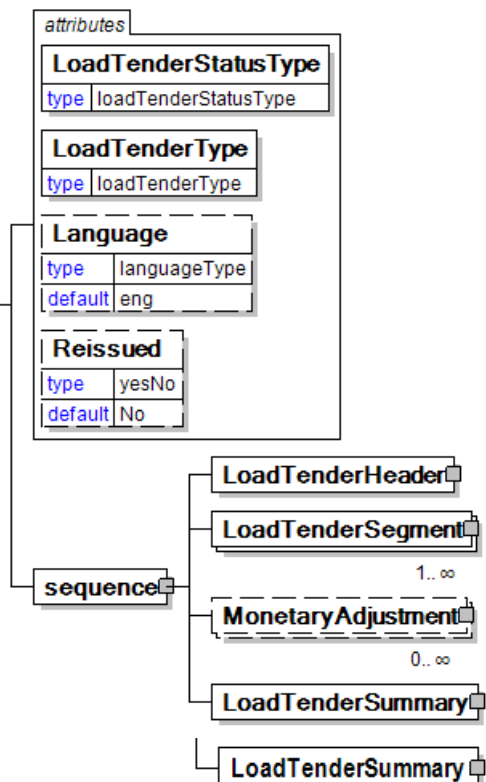 attributes
LoadTenderStatusType
type loadTenderStatusType
LoadTenderType
type loadTenderType
Language
type languageType
default eng
Reissued
type yesNo
default No
LoadTenderHeader
LoadTenderSegment
1.. ∞
sequence
MonetaryAdjustment
0.. ∞
LoadTenderSummary
LoadTenderSummary